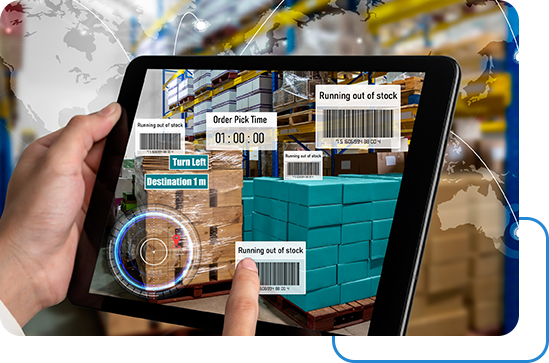 Running out of stock
Order Pick Time
01:00:00
Running out of stock
Turn Left
Destination 1 m
Running out of stock
Running out of stock